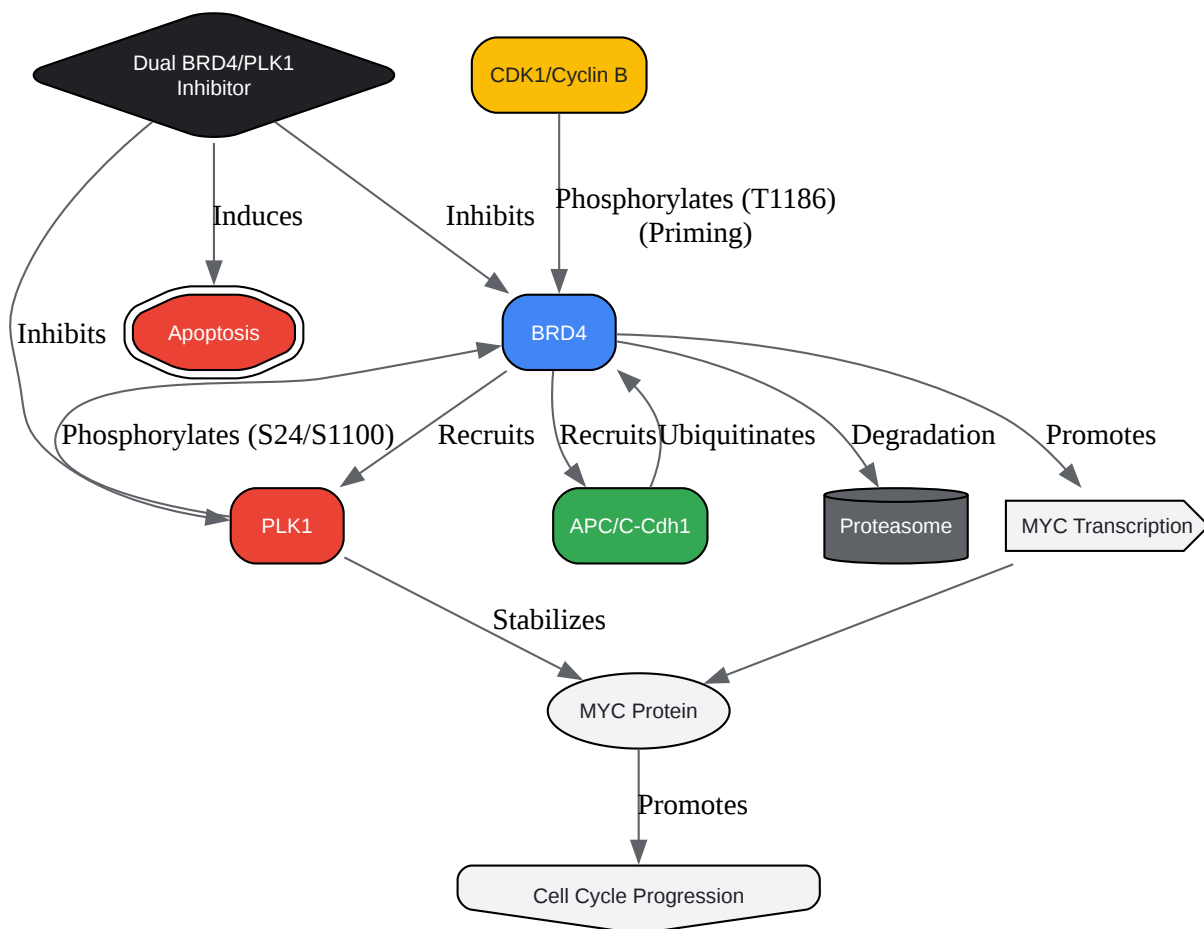 Dual BRD4/PLK1
Inhibitor
CDK1/Cyclin B
Phosphorylates (T1186)
(Priming)
Induces
Inhibits
Inhibits
Apoptosis
BRD4
Phosphorylates (S24/S1100)
Recruits
Recruits
Ubiquitinates
Degradation
Promotes
PLK1
APC/C-Cdh1
Proteasome
MYC Transcription
Stabilizes
MYC Protein
Promotes
Cell Cycle Progression